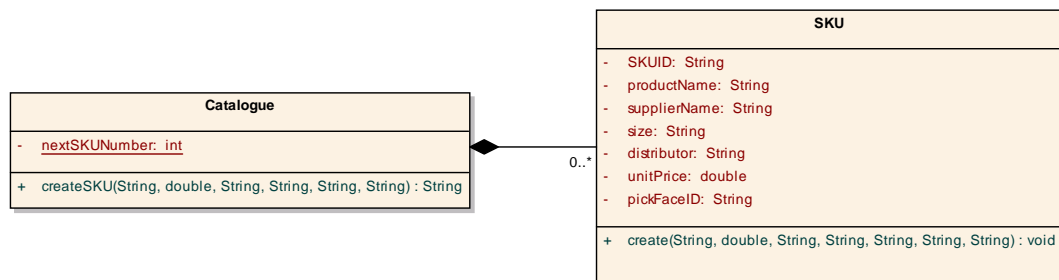 Catalogue
- nextSKUNumber: int
+ createSKU(String, double, String, String, String, String) : String
0..*
SKU
- SKUID: String
- productName: String
- supplierName: String
- size: String
- distributor: String
- unitPrice: double
- pickFaceID: String
+ create(String, double, String, String, String, String, String) : void